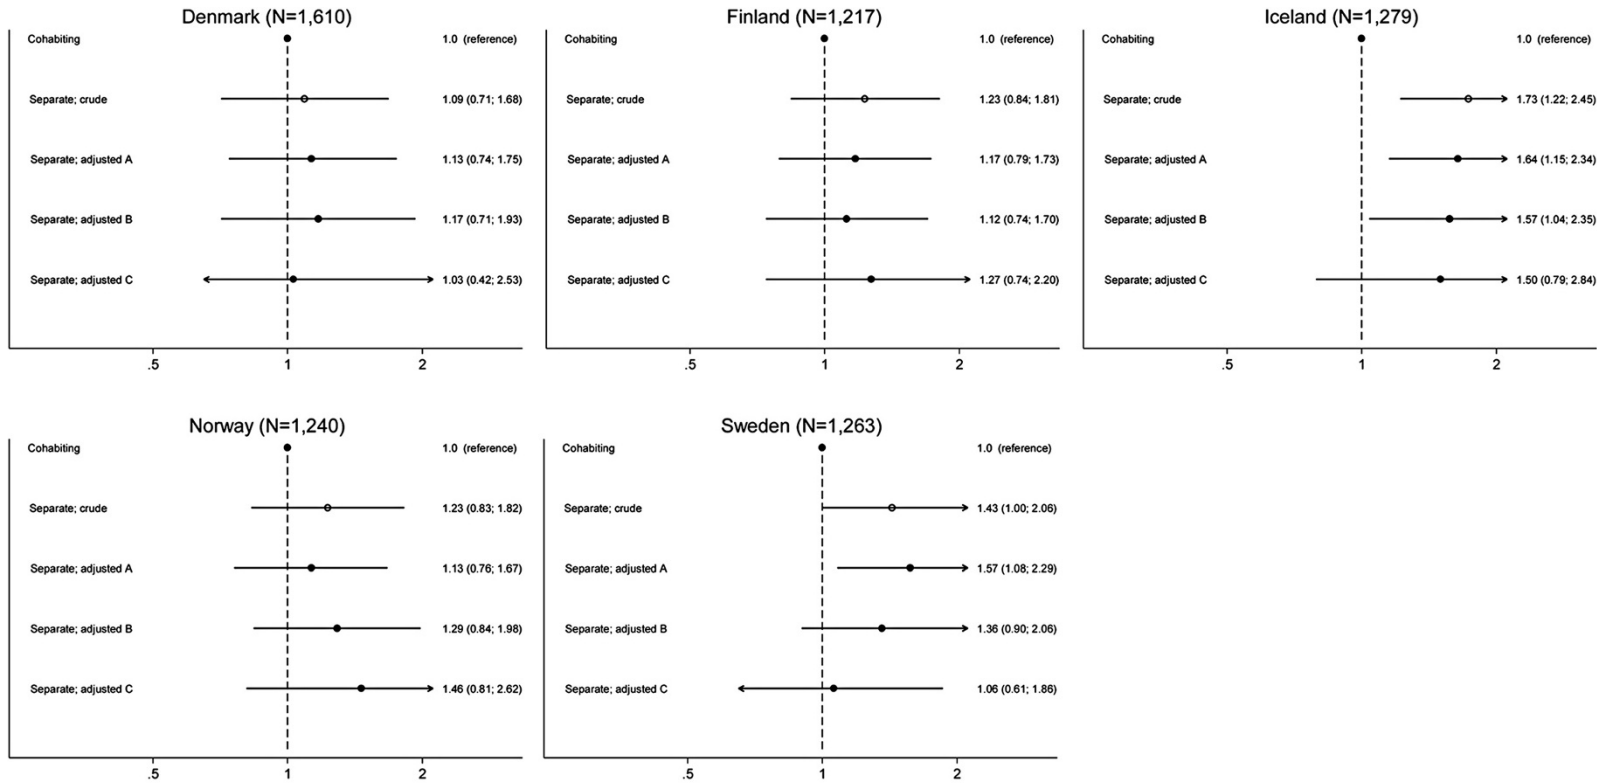 Denmark (N=1,610)
Cohabiting 1.0 (reference)
Separate; crude 1.09 (0.71; 1.68)
Separate; adjusted A 1.13 (0.74; 1.75)
Separate; adjusted B 1.17 (0.71; 1.93)
Separate; adjusted C 1.03 (0.42; 2.53)
.5 1 2
Finland (N=1,217)
Cohabiting 1.0 (reference)
Separate; crude 1.23 (0.84; 1.81)
Separate; adjusted A 1.17 (0.79; 1.73)
Separate; adjusted B 1.12 (0.74; 1.70)
Separate; adjusted C 1.27 (0.74; 2.20)
.5 1 2
Iceland (N=1,279)
Cohabiting 1.0 (reference)
Separate; crude 1.73 (1.22; 2.45)
Separate; adjusted A 1.64 (1.15; 2.34)
Separate; adjusted B 1.57 (1.04; 2.35)
Separate; adjusted C 1.50 (0.79; 2.84)
.5 1 2
Norway (N=1,240)
Cohabiting 1.0 (reference)
Separate; crude 1.23 (0.83; 1.82)
Separate; adjusted A 1.13 (0.76; 1.67)
Separate; adjusted B 1.29 (0.84; 1.98)
Separate; adjusted C 1.46 (0.81; 2.62)
.5 1 2
Sweden (N=1,263)
Cohabiting 1.0 (reference)
Separate; crude 1.43 (1.00; 2.06)
Separate; adjusted A 1.57 (1.08; 2.29)
Separate; adjusted B 1.36 (0.90; 2.06)
Separate; adjusted C 1.06 (0.61; 1.86)
.5 1 2